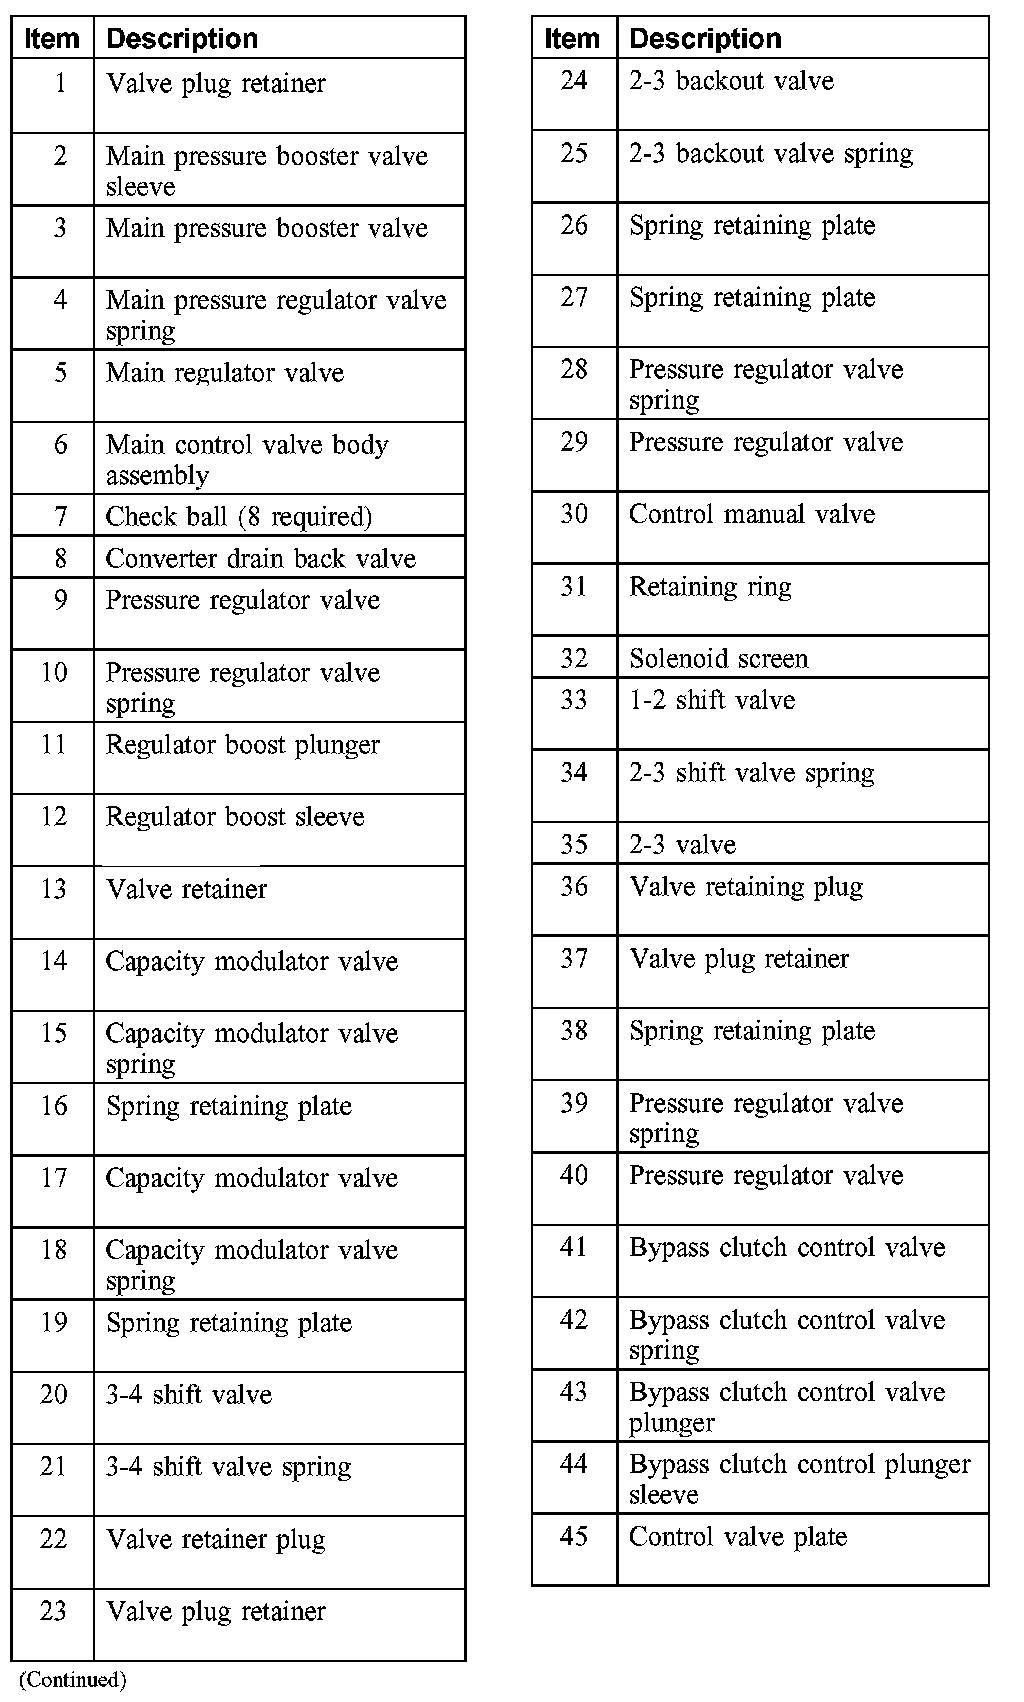 Item Description
1 Valve plug retainer
2 Main pressure booster valve
sleeve
3 Main pressure booster valve
4 Main pressure regulator valve
spring
5 Main regulator valve
6 Main control valve body
assembly
7 Check ball (8 required)
8 Converter drain back valve
9 Pressure regulator valve
10 Pressure regulator valve
spring
11 Regulator boost plunger
12 Regulator boost sleeve
13 Valve retainer
14 Capacity modulator valve
15 Capacity modulator valve
spring
16 Spring retaining plate
17 Capacity modulator valve
18 Capacity modulator valve
spring
19 Spring retaining plate
20 3-4 shift valve
21 3-4 shift valve spring
22 Valve retainer plug
23 Valve plug retainer
(Continued)
Item Description
24 2-3 backout valve
25 2-3 backout valve spring
26 Spring retaining plate
27 Spring retaining plate
28 Pressure regulator valve
spring
29 Pressure regulator valve
30 Control manual valve
31 Retaining ring
32 Solenoid screen
33 1-2 shift valve
34 2-3 shift valve spring
35 2-3 valve
36 Valve retaining plug
37 Valve plug retainer
38 Spring retaining plate
39 Pressure regulator valve
spring
40 Pressure regulator valve
41 Bypass clutch control valve
42 Bypass clutch control valve
spring
43 Bypass clutch control valve
plunger
44 Bypass clutch control plunger
sleeve
45 Control valve plate